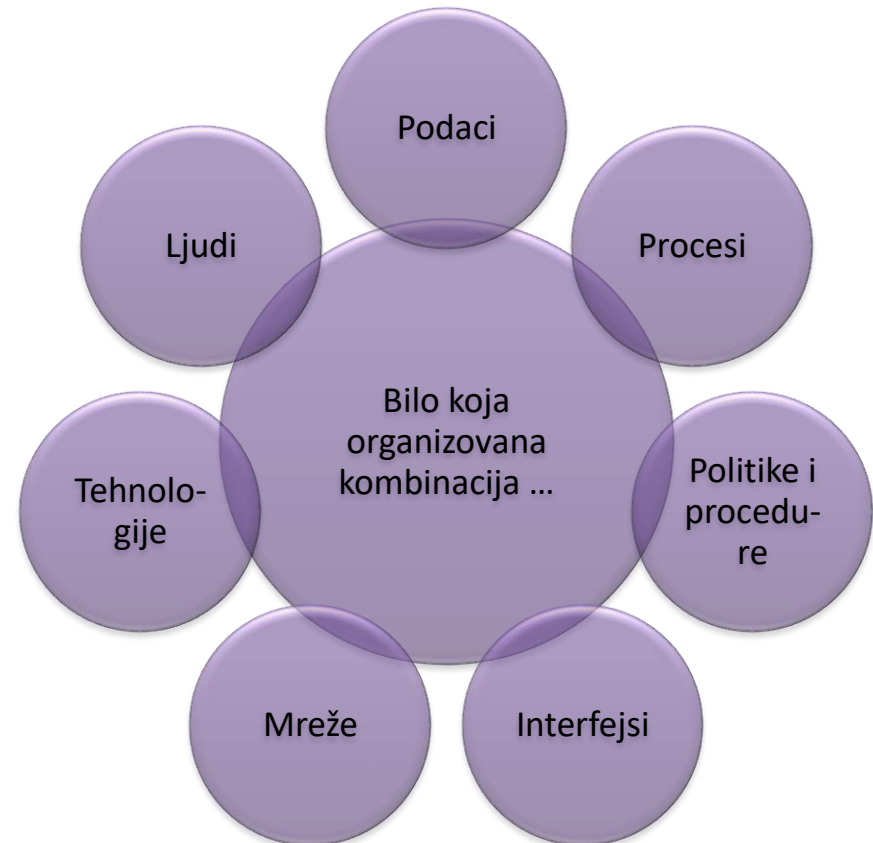 Podaci
Ljudi
Procesi
Bilo koja
organizovana
kombinacija ...
Tehnolo-
gije
Politike i
procedu-
re
Mreže
Interfejsi